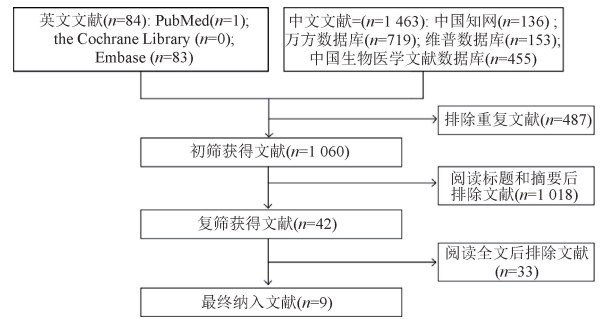 英文文献(n=84): PubMed(n=1);
the Cochrane Library (n=0);
Embase (n=83)
中文文献=(n=1 463): 中国知网(n=136) ;
万方数据库(n=719); 维普数据库(n=153);
中国生物医学文献数据库(n=455)
排除重复文献(n=487)
初筛获得文献(n=1 060)
阅读标题和摘要后
排除文献(n=1 018)
复筛获得文献(n=42)
阅读全文后排除文献
(n=33)
最终纳入文献(n=9)